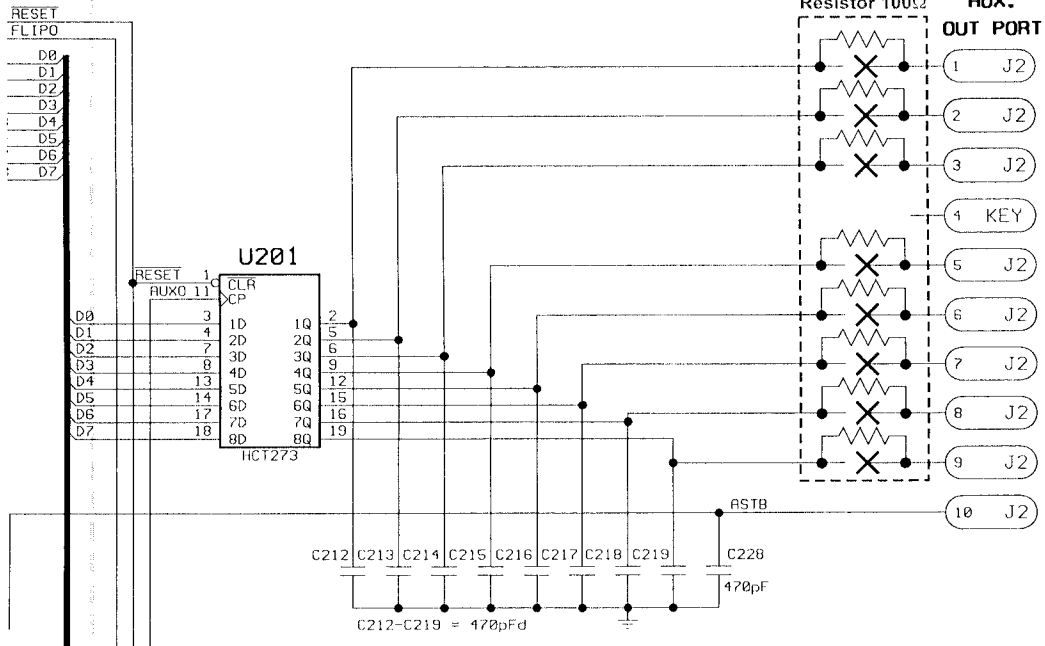 RESET
FLIPO
D0
D1
D2
D3
D4
D5
D6
D7
Resistor 100Ω
AUX.
OUT PORT
1 J2
2 J2
3 J2
4 KEY
5 J2
6 J2
7 J2
8 J2
9 J2
10 J2
U201
RESET 1
AUXO 11
CLR
CP
D0 3 1D 1Q 2
D1 4 2D 2Q 5
D2 7 3D 3Q 6
D3 8 4D 4Q 9
D4 13 5D 5Q 12
D5 14 6D 6Q 15
D6 17 7D 7Q 16
D7 18 8D 8Q 19
HCT273
ASTB
C212 C213 C214 C215 C216 C217 C218 C219 C228
470pF
C212-C219 = 470pFd